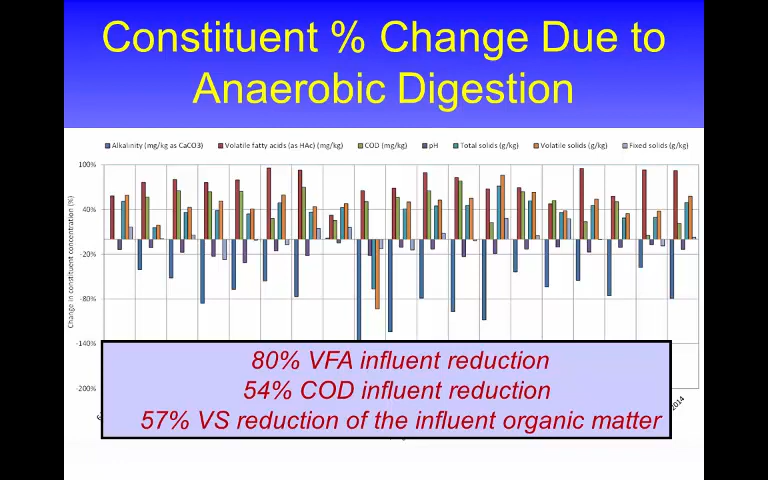 Constituent % Change Due to
Anaerobic Digestion
Alkalinity (mg/kg as CaCO3) Volatile fatty acids (as HAc) (mg/kg) COD (mg/kg) pH Total solids (g/kg) Volatile solids (g/kg) Fixed solids (g/kg)
Change in constituent concentration (%)
100%
40%
-20%
-80%
-140%
-200%
80% VFA influent reduction
54% COD influent reduction
57% VS reduction of the influent organic matter
2014